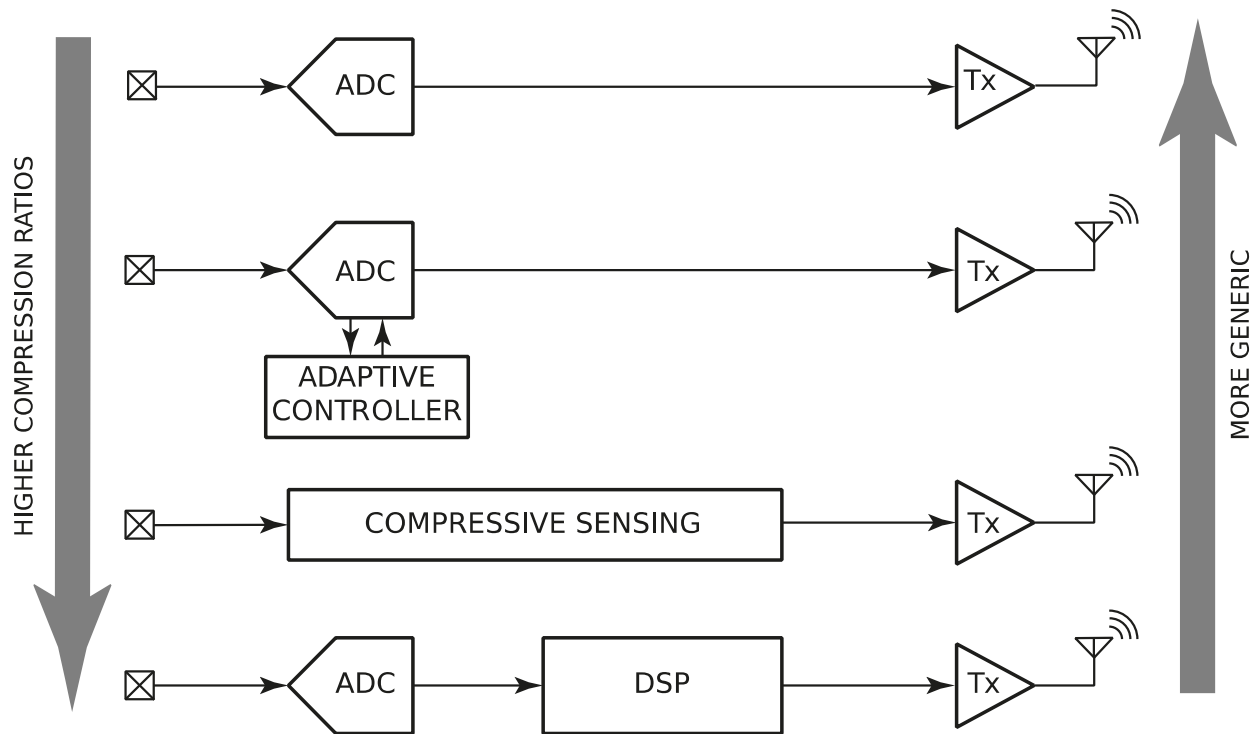 ADC
Tx
ADC
Tx
ADAPTIVE
CONTROLLER
COMPRESSIVE SENSING
Tx
ADC
DSP
Tx
HIGHER COMPRESSION RATIOS
MORE GENERIC